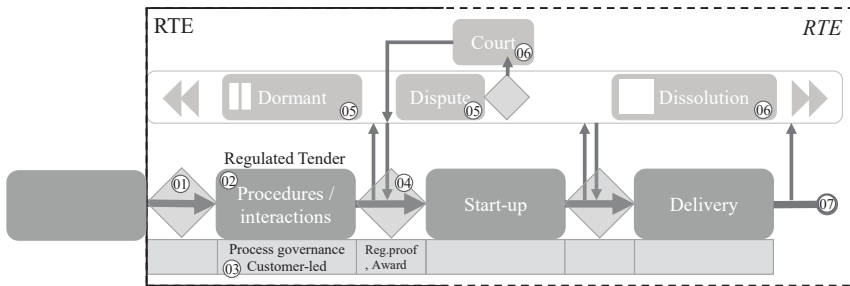 RTE
RTE
Court
06
Dormant
05
Dispute
05
Dissolution
06
Regulated Tender
01
02
Procedures /
interactions
04
Start-up
Delivery
07
Process governance
03 Customer-led
Reg.proof
, Award